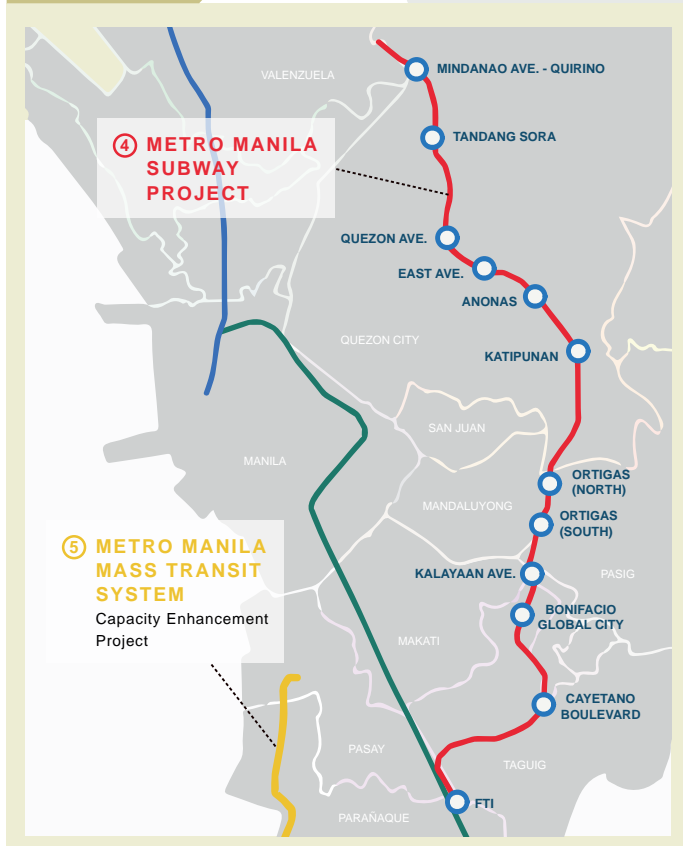 VALENZUELA
MINDANAO AVE. - QUIRINO
④ METRO MANILA
SUBWAY
PROJECT
TANDANG SORA
QUEZON AVE.
EAST AVE.
ANONAS
QUEZON CITY
KATIPUNAN
SAN JUAN
MANILA
ORTIGAS
(NORTH)
MANDALUYONG
ORTIGAS
(SOUTH)
⑤ METRO MANILA
MASS TRANSIT
SYSTEM
Capacity Enhancement
Project
KALAYAAN AVE.
PASIG
BONIFACIO
GLOBAL CITY
MAKATI
CAYETANO
BOULEVARD
PASAY
TAGUIG
FTI
PARAÑAQUE